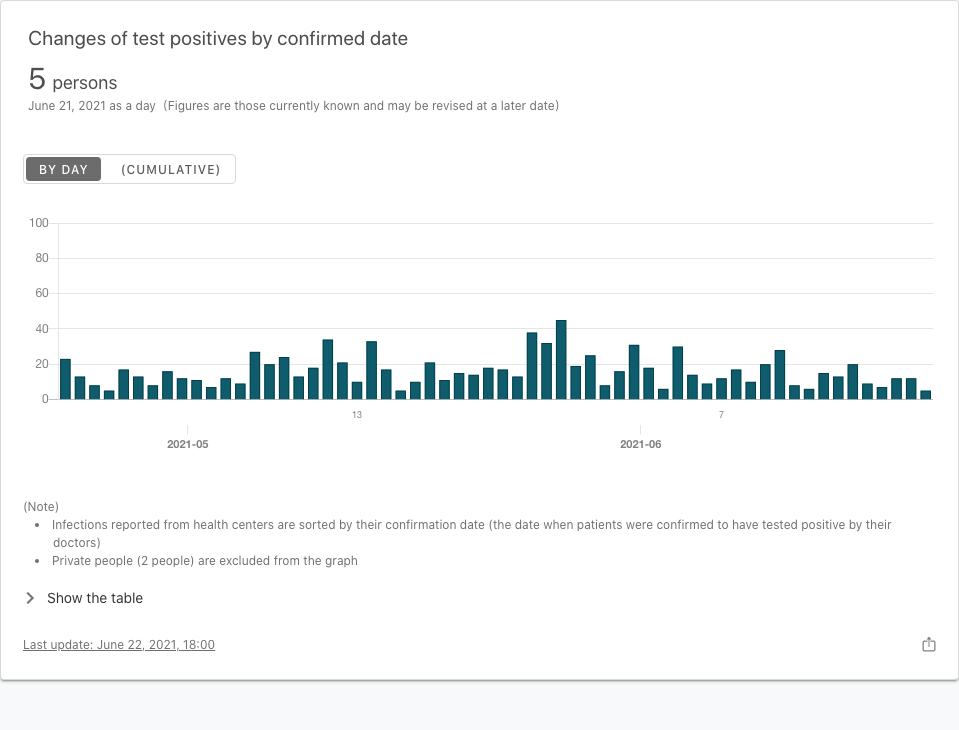 Changes of test positives by confirmed date
5 persons
June 21, 2021 as a day (Figures are those currently known and may be revised at a later date)
BY DAY (CUMULATIVE)
100
80
60
40
20
0
13 7
2021-05 2021-06
(Note)
• Infections reported from health centers are sorted by their confirmation date (the date when patients were confirmed to have tested positive by their
doctors)
• Private people (2 people) are excluded from the graph
Show the table
Last update: June 22, 2021, 18:00